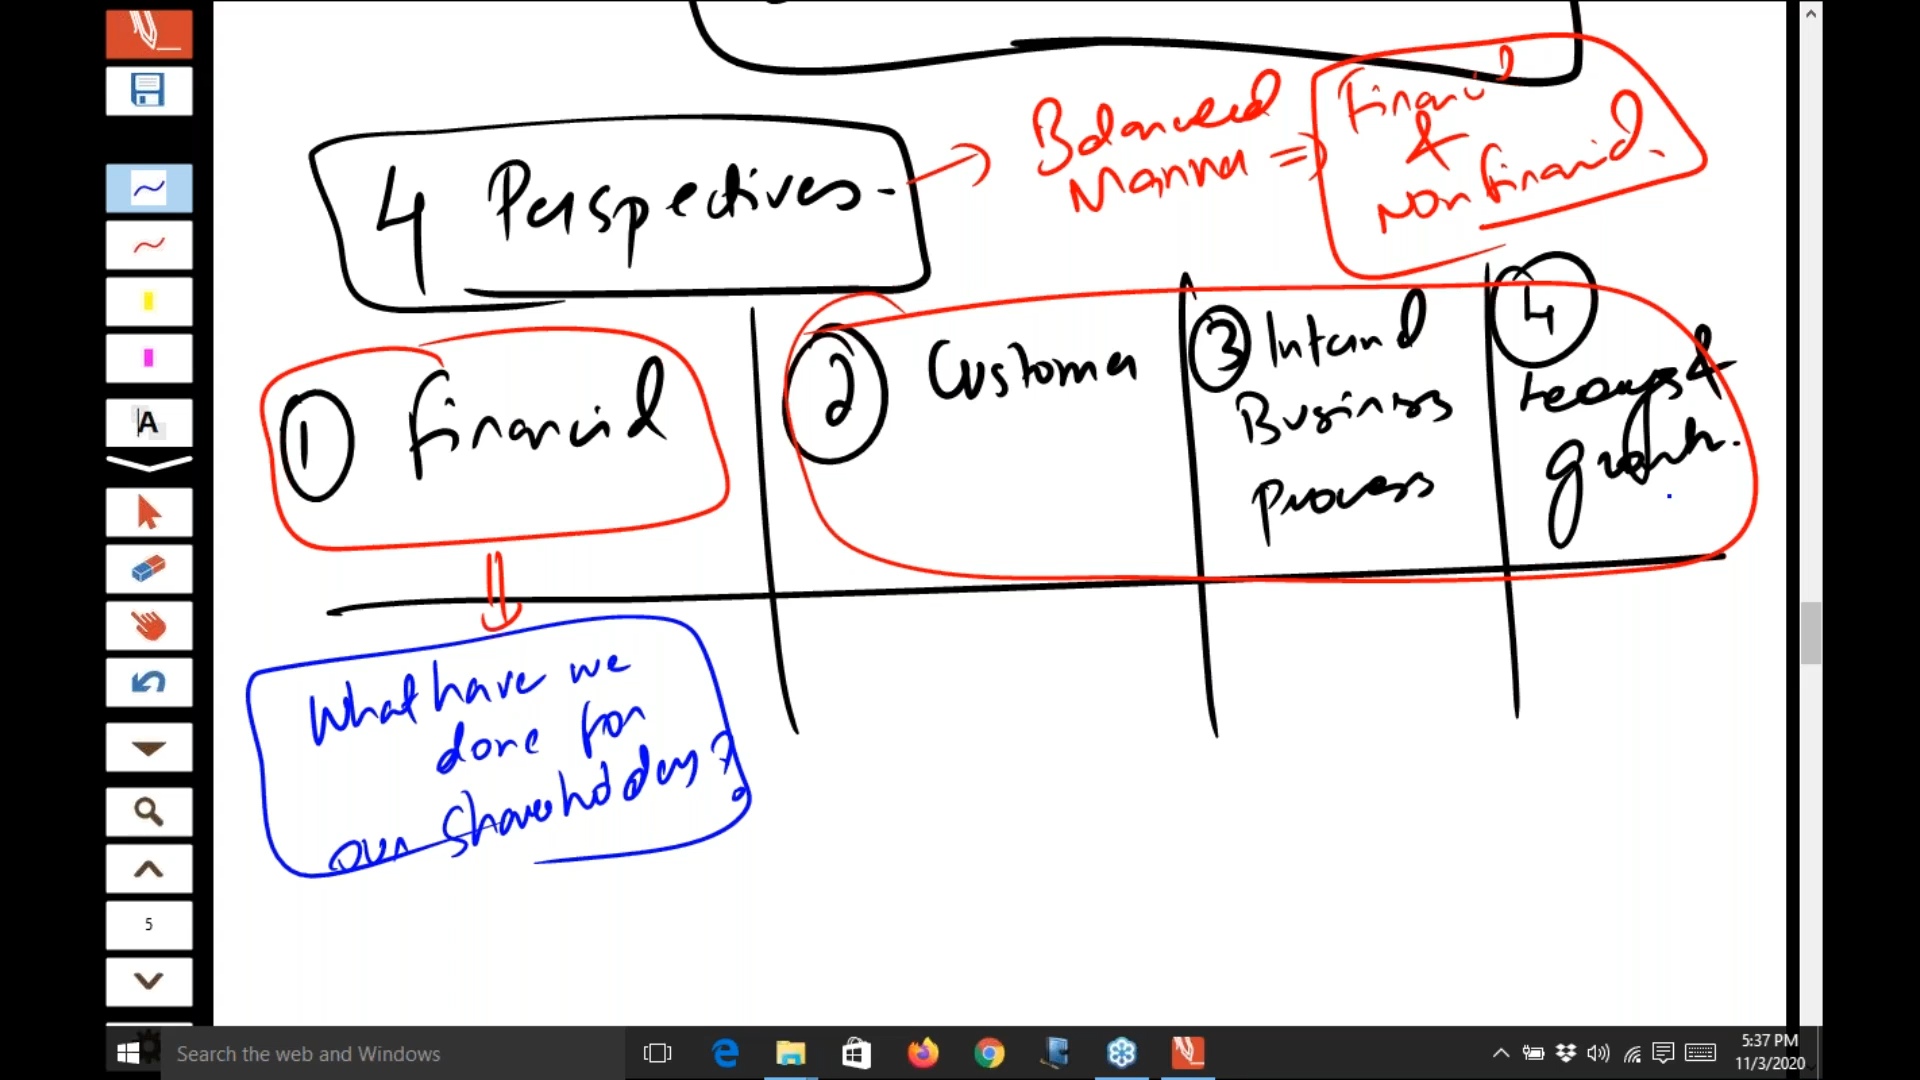 4 Perspectives -
Balanced
Manner ⇒
Financial
&
Non financial.
① financial
② Customer
③ Internal
Business
Process
④
& 
growth.
What have we
done for
our shareholders?
A
5
Search the web and Windows
5:37 PM
11/3/2020